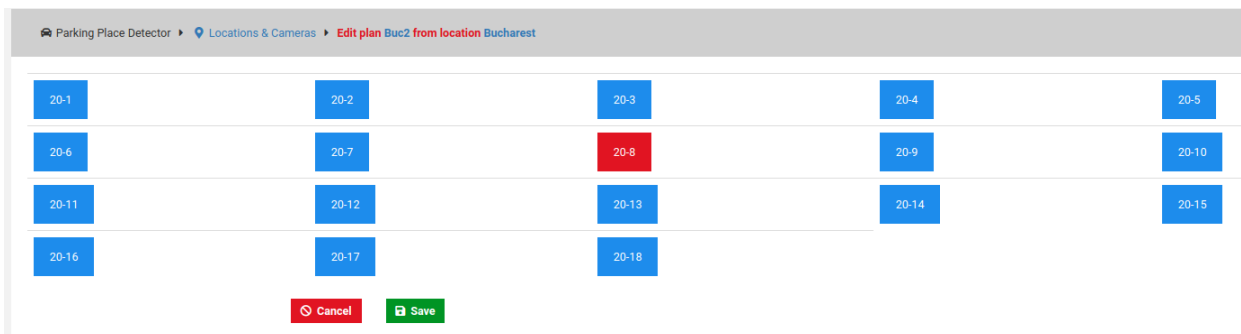 Parking Place Detector Locations & Cameras Edit plan Buc2 from location Bucharest
20-1 20-2 20-3 20-4 20-5
20-6 20-7 20-8 20-9 20-10
20-11 20-12 20-13 20-14 20-15
20-16 20-17 20-18
Cancel Save